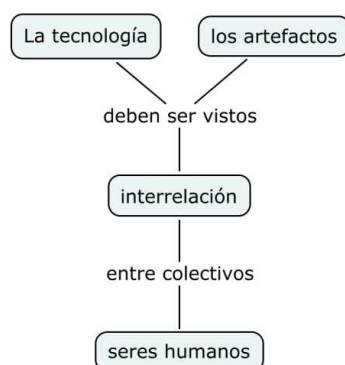 La tecnología
los artefactos
deben ser vistos
interrelación
entre colectivos
seres humanos